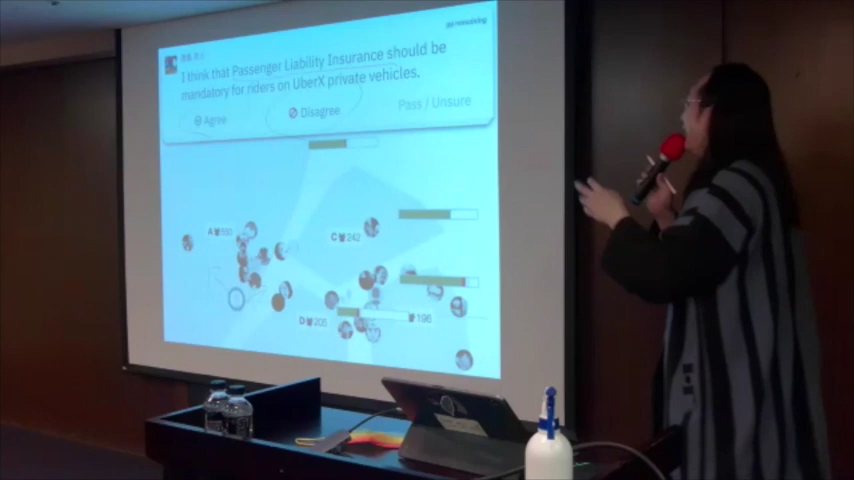 I think that Passenger Liability Insurance should be
mandatory for riders on UberX private vehicles.
Agree
Disagree
Pass / Unsure
A 550
C 242
D 205
196